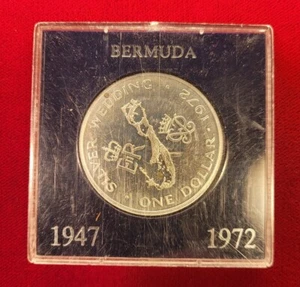 BERMUDA
SILVER WEDDING · 1972
· ONE DOLLAR ·
1947 1972